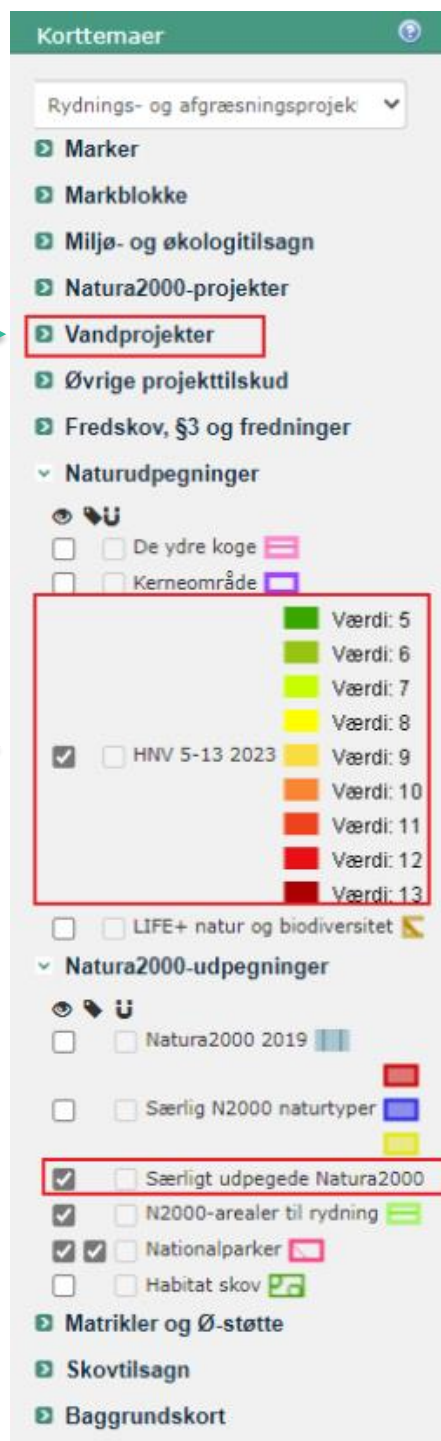 Korttemaer
Rydnings- og afgræsningsprojek
Marker
Markblokke
Miljø- og økologitilsagn
Natura2000-projekter
Vandprojekter
Øvrige projekttilskud
Fredskov, §3 og fredninger
Naturudpegninger
De ydre koge
Kerneområde
Værdi: 5
Værdi: 6
Værdi: 7
Værdi: 8
HNV 5-13 2023 Værdi: 9
Værdi: 10
Værdi: 11
Værdi: 12
Værdi: 13
LIFE+ natur og biodiversitet
Natura2000-udpegninger
Natura2000 2019
Særlig N2000 naturtyper
Særligt udpegede Natura2000
N2000-arealer til rydning
Nationalparker
Habitat skov
Matrikler og Ø-støtte
Skovtilsagn
Baggrundskort